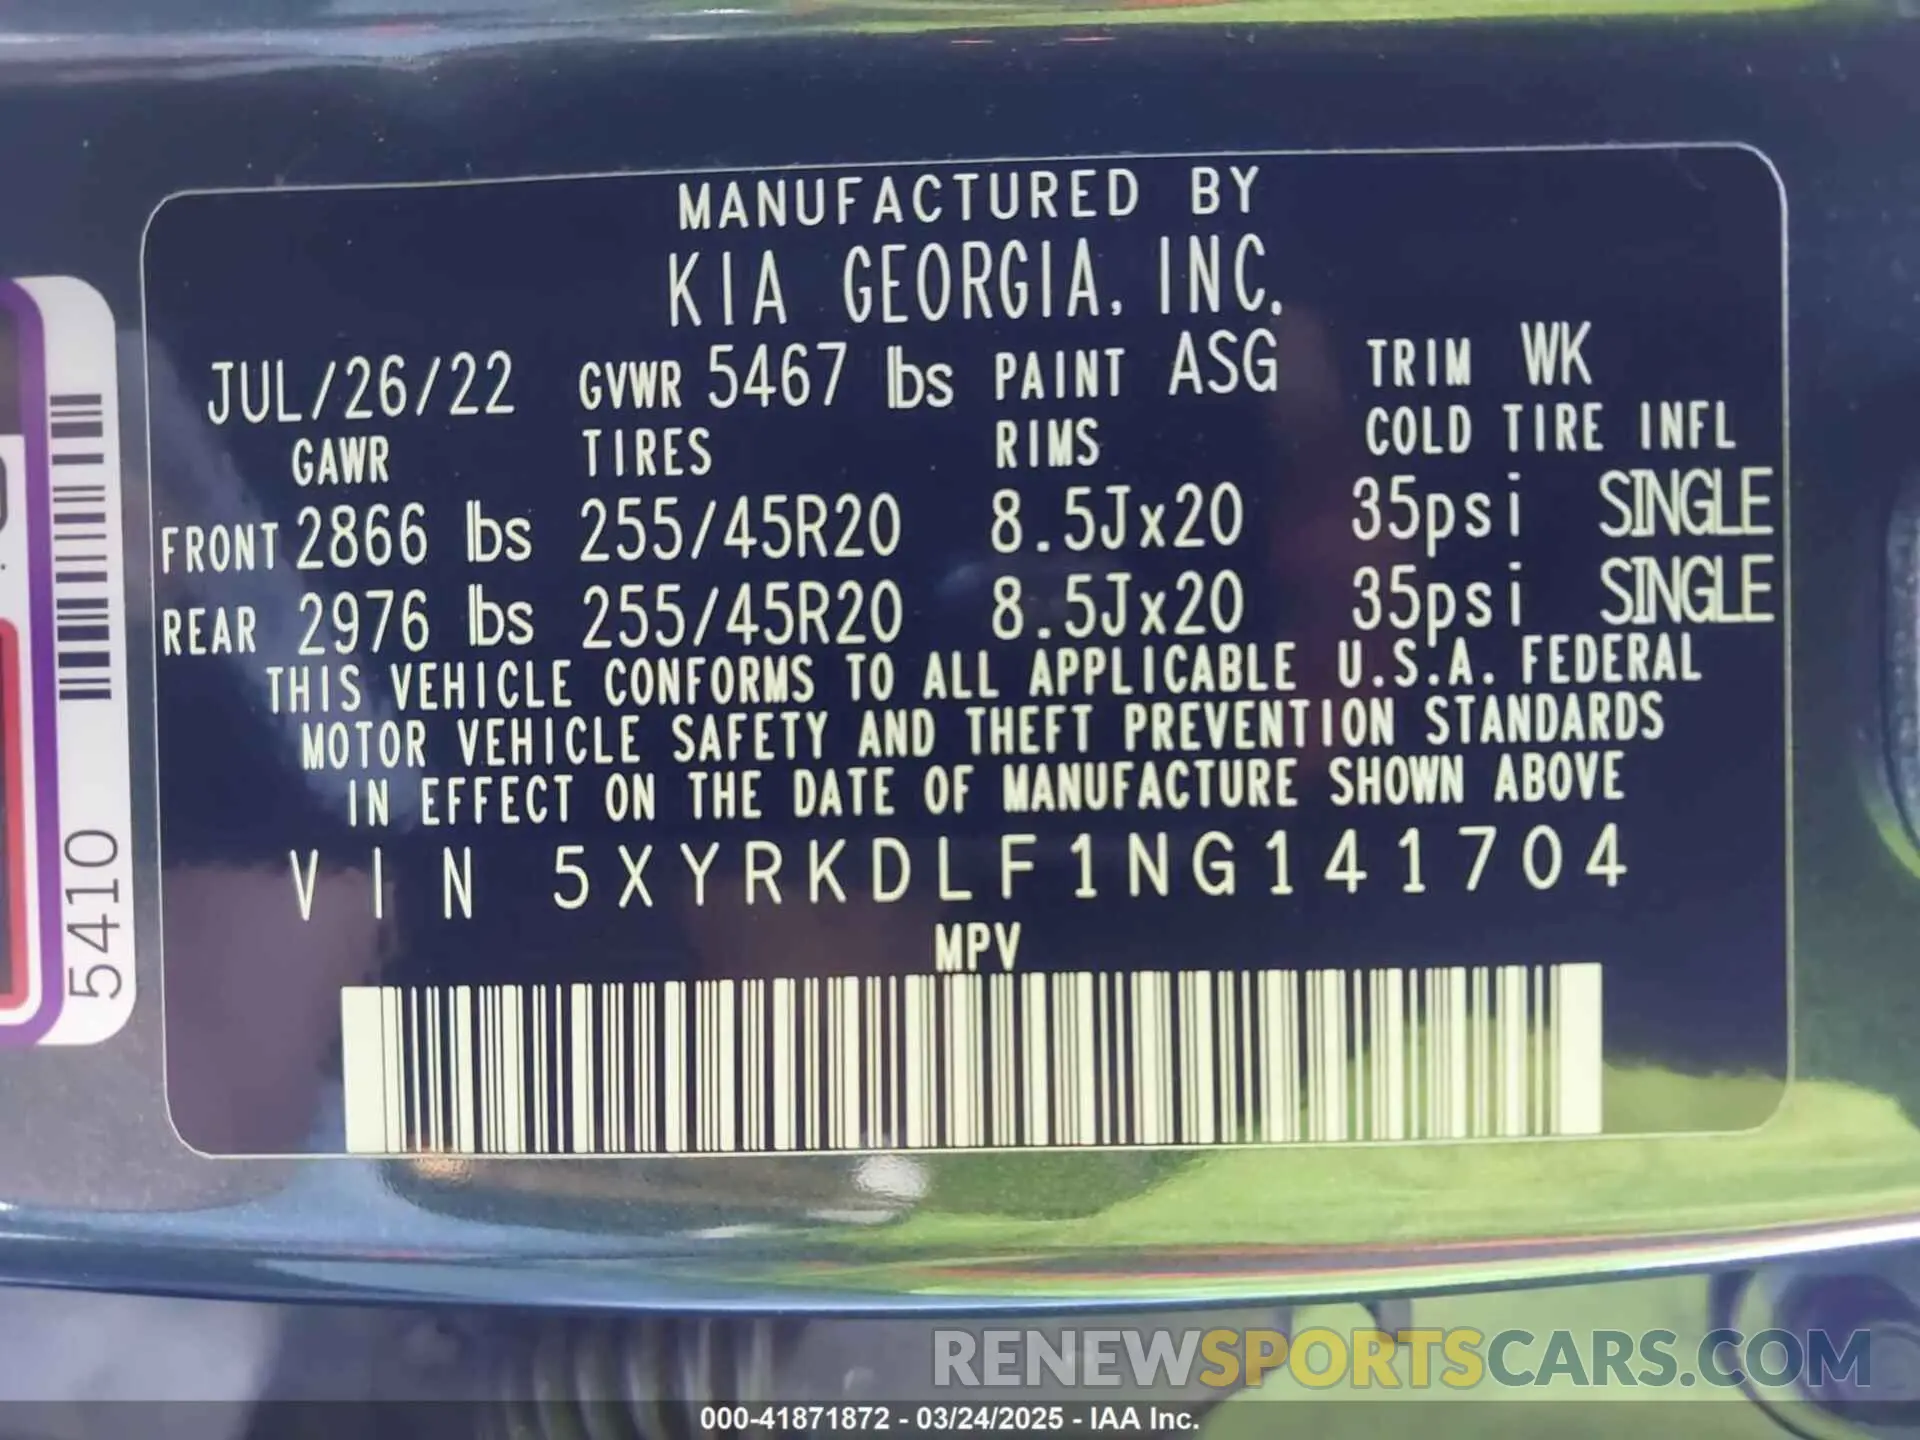 MANUFACTURED BY
KIA GEORGIA, INC.
JUL/26/22 GVWR 5467 lbs PAINT ASG TRIM WK
GAWR TIRES RIMS COLD TIRE INFL
FRONT 2866 lbs 255/45R20 8.5Jx20 35psi SINGLE
REAR 2976 lbs 255/45R20 8.5Jx20 35psi SINGLE
THIS VEHICLE CONFORMS TO ALL APPLICABLE U.S.A. FEDERAL
MOTOR VEHICLE SAFETY AND THEFT PREVENTION STANDARDS
IN EFFECT ON THE DATE OF MANUFACTURE SHOWN ABOVE
VIN 5XYRKDLF1NG141704
MPV
5410
RENEWSPORTSCARS.COM
000-41871872 - 03/24/2025 - IAA Inc.